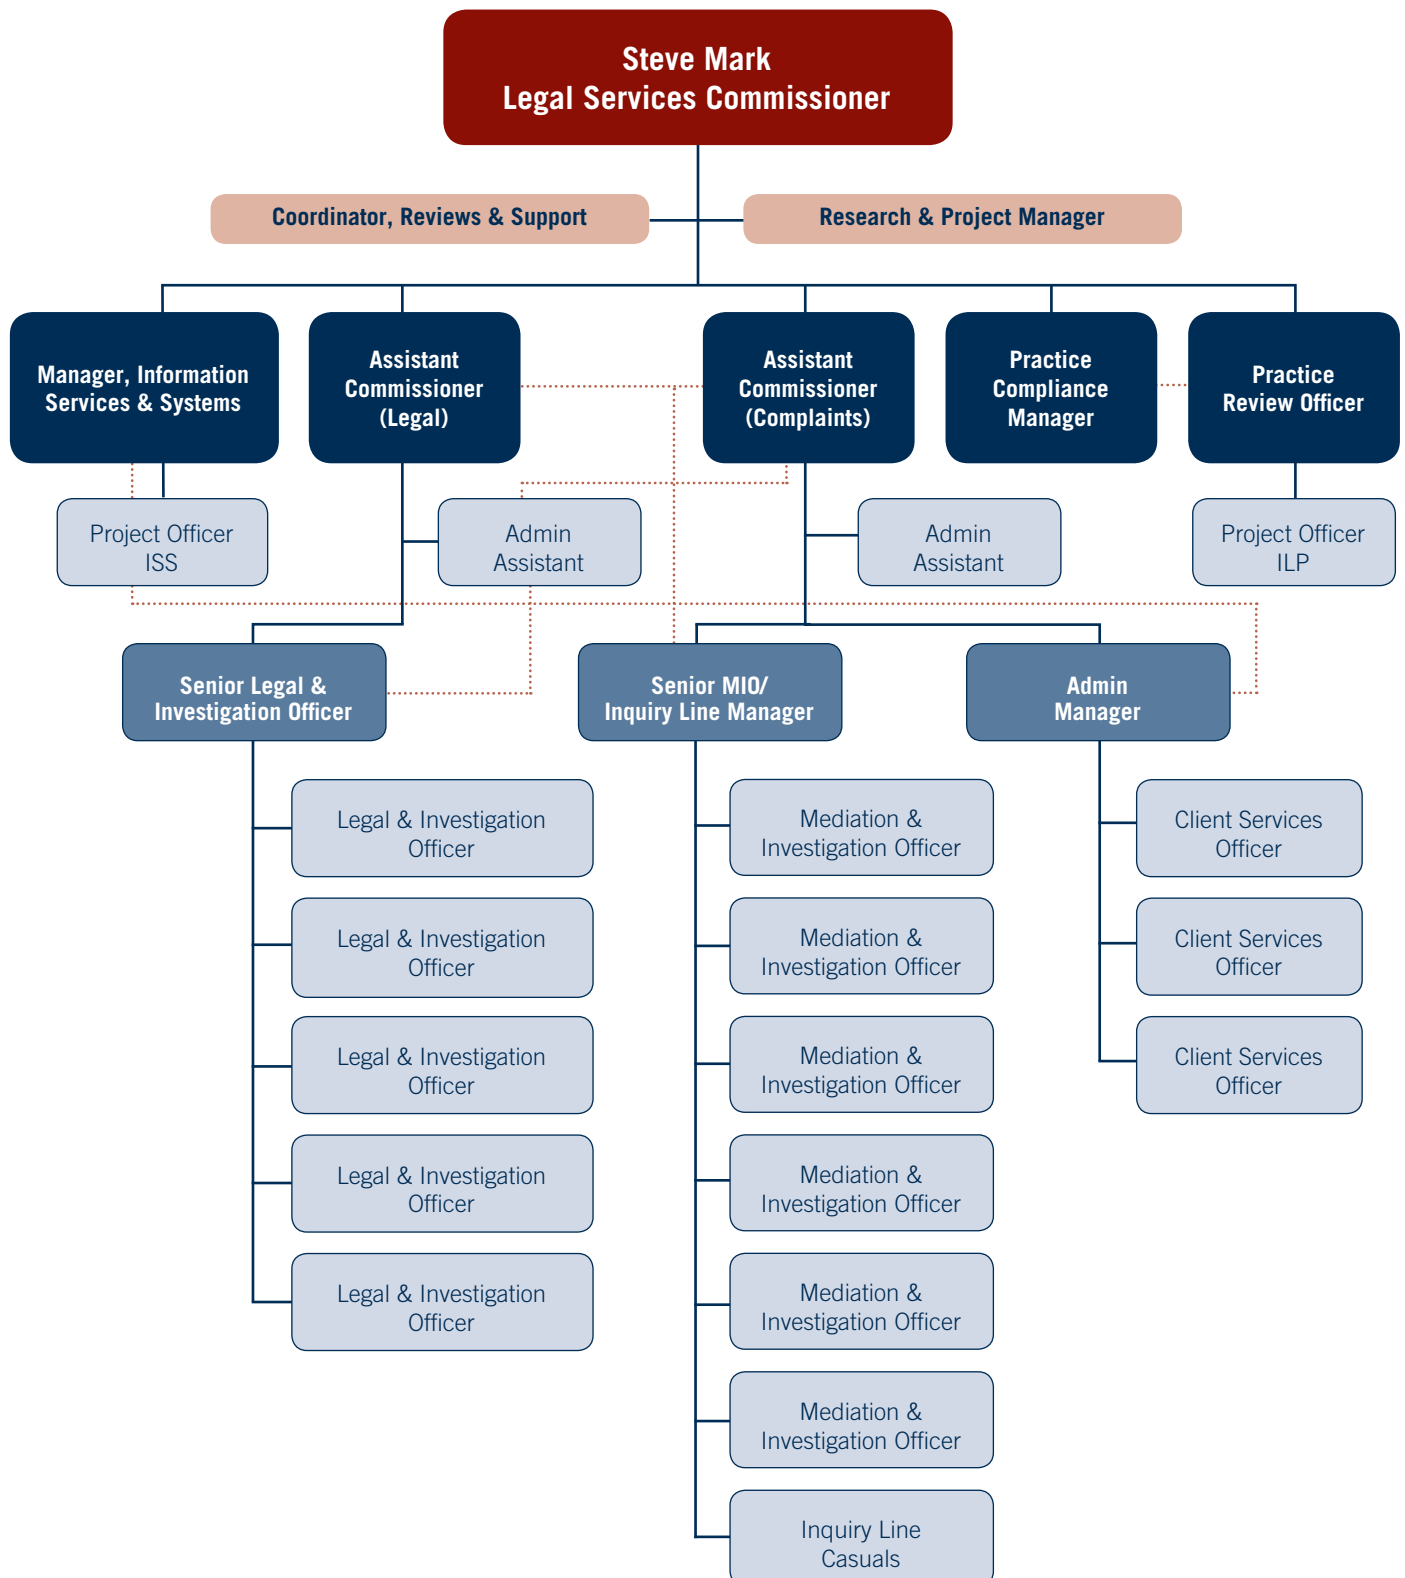 Steve Mark
Legal Services Commissioner
Coordinator, Reviews & Support
Research & Project Manager
Manager, Information
Services & Systems
Assistant
Commissioner
(Legal)
Assistant
Commissioner
(Complaints)
Practice
Compliance
Manager
Practice
Review Officer
Project Officer
ISS
Admin
Assistant
Admin
Assistant
Project Officer
ILP
Senior Legal &
Investigation Officer
Senior MIO/
Inquiry Line Manager
Admin
Manager
Legal & Investigation
Officer
Legal & Investigation
Officer
Legal & Investigation
Officer
Legal & Investigation
Officer
Legal & Investigation
Officer
Mediation &
Investigation Officer
Mediation &
Investigation Officer
Mediation &
Investigation Officer
Mediation &
Investigation Officer
Mediation &
Investigation Officer
Mediation &
Investigation Officer
Inquiry Line
Casuals
Client Services
Officer
Client Services
Officer
Client Services
Officer